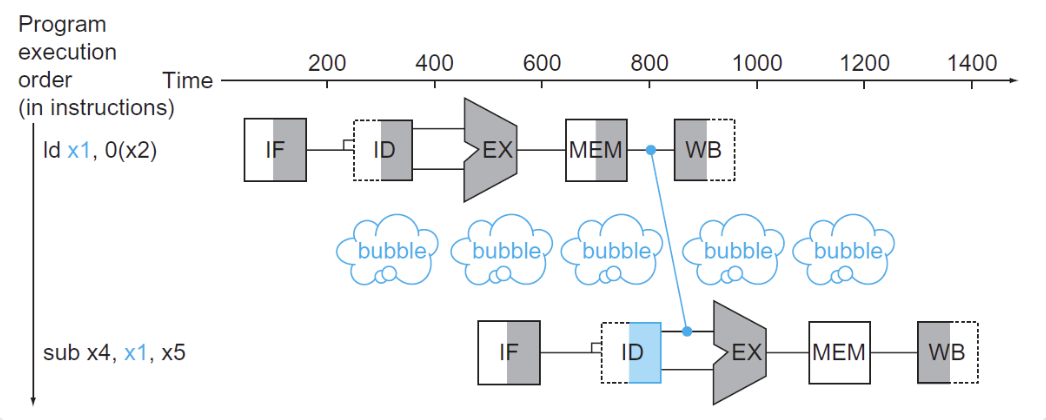 Program
execution
order
(in instructions)
Time
200 400 600 800 1000 1200 1400
ld x1, 0(x2)
IF ID EX MEM WB
bubble bubble bubble bubble bubble
sub x4, x1, x5
IF ID EX MEM WB